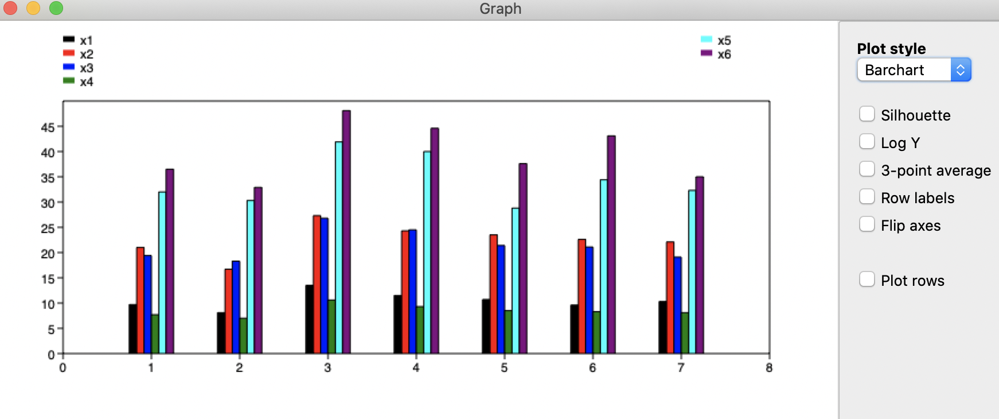 Graph
x1
x2
x3
x4
x5
x6
45
40
35
30
25
20
15
10
5
0
0 1 2 3 4 5 6 7 8
Plot style
Barchart
Silhouette
Log Y
3-point average
Row labels
Flip axes
Plot rows